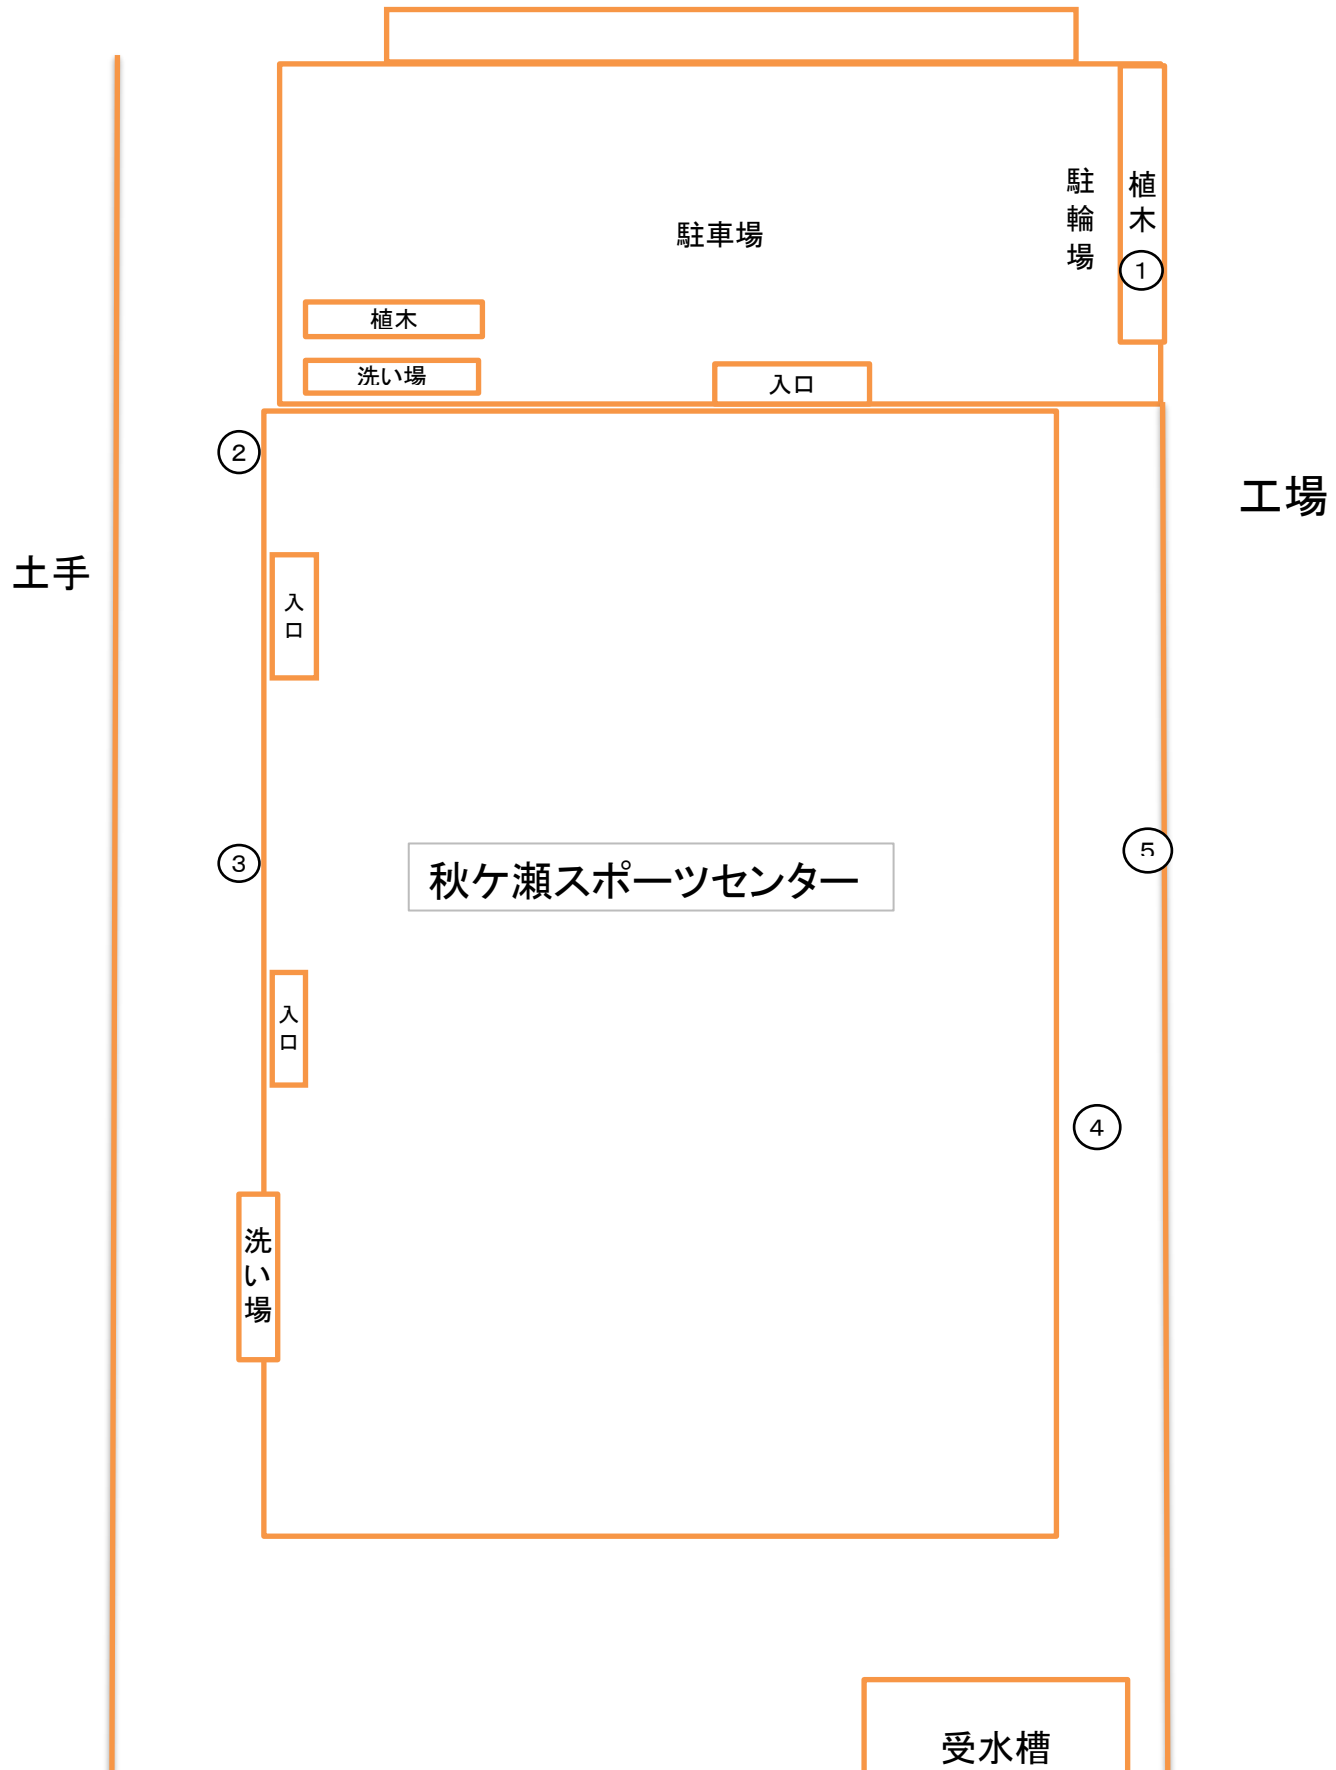 駐輪場
植木
①
駐車場
植木
洗い場
入口
②
工場
土手
入口
③
秋ケ瀬スポーツセンター
⑤
入口
④
洗い場
受水槽